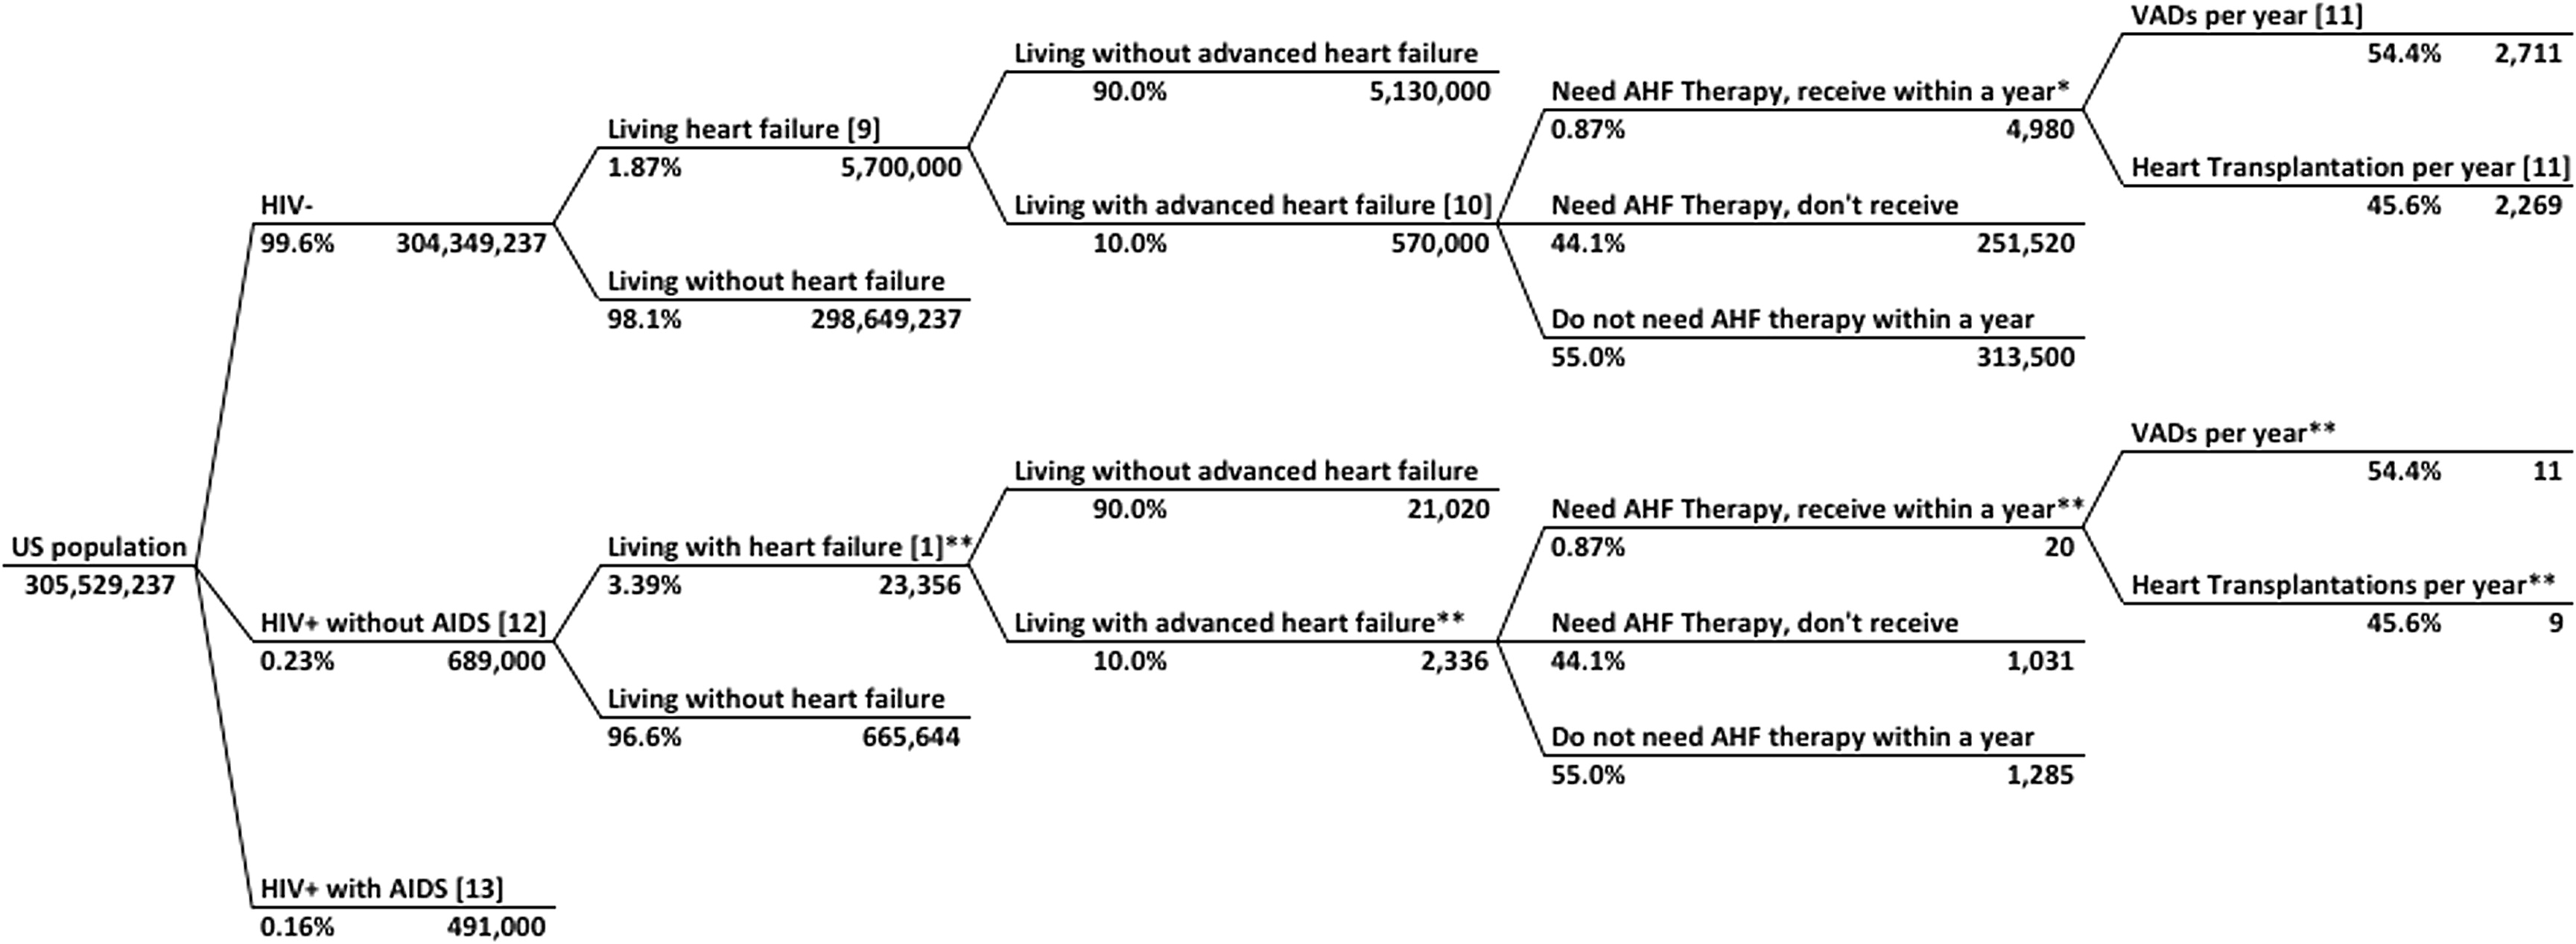 VADs per year [11]
54.4% 2,711
Living without advanced heart failure
90.0% 5,130,000
Need AHF Therapy, receive within a year*
0.87% 4,980
Living heart failure [9]
1.87% 5,700,000
Heart Transplantation per year [11]
45.6% 2,269
HIV-
99.6% 304,349,237
Living with advanced heart failure [10]
10.0% 570,000
Need AHF Therapy, don't receive
44.1% 251,520
Living without heart failure
98.1% 298,649,237
Do not need AHF therapy within a year
55.0% 313,500
VADs per year**
54.4% 11
Living without advanced heart failure
90.0% 21,020
Need AHF Therapy, receive within a year**
0.87% 20
US population
305,529,237
Living with heart failure [1]**
3.39% 23,356
Heart Transplantations per year**
45.6% 9
HIV+ without AIDS [12]
0.23% 689,000
Living with advanced heart failure**
10.0% 2,336
Need AHF Therapy, don't receive
44.1% 1,031
Living without heart failure
96.6% 665,644
Do not need AHF therapy within a year
55.0% 1,285
HIV+ with AIDS [13]
0.16% 491,000